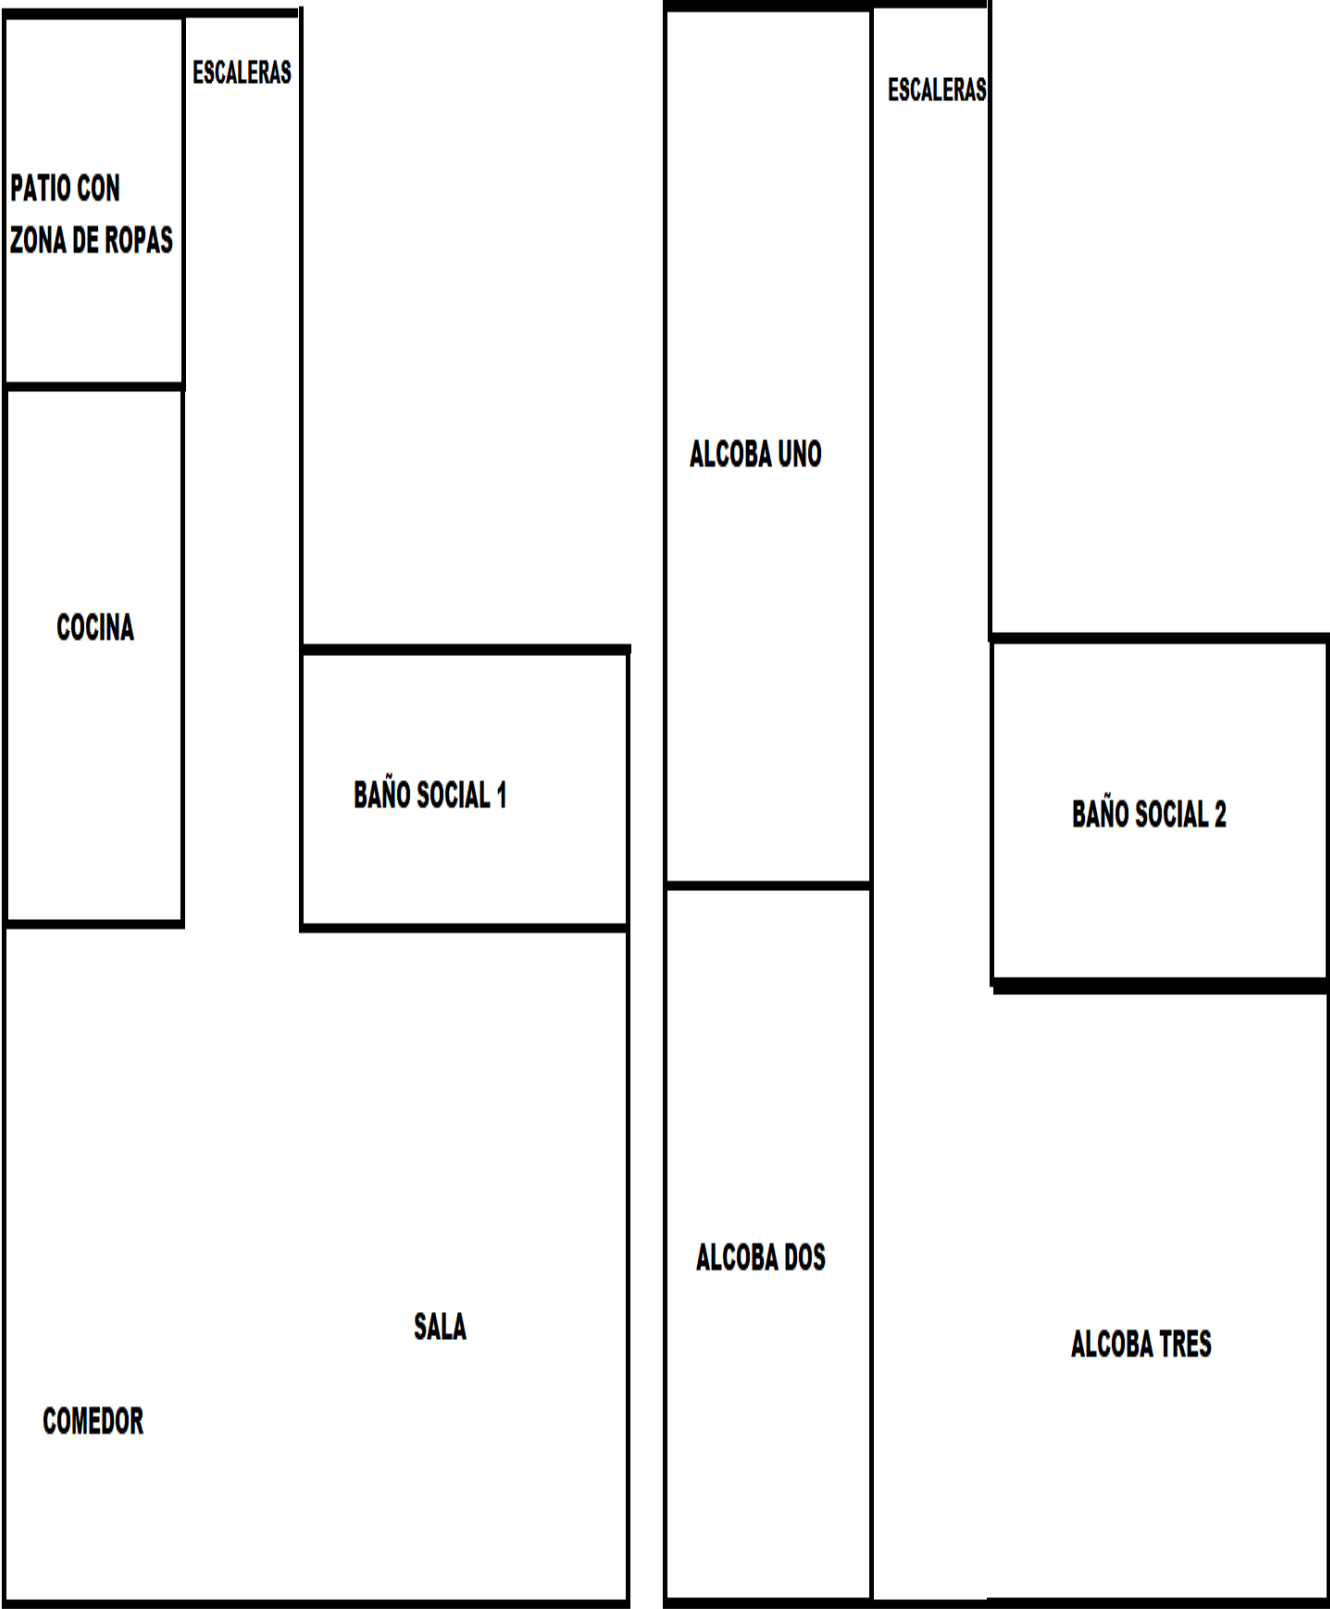 ESCALERAS
PATIO CON
ZONA DE ROPAS
COCINA
BAÑO SOCIAL 1
SALA
COMEDOR
ESCALERAS
ALCOBA UNO
BAÑO SOCIAL 2
ALCOBA DOS
ALCOBA TRES